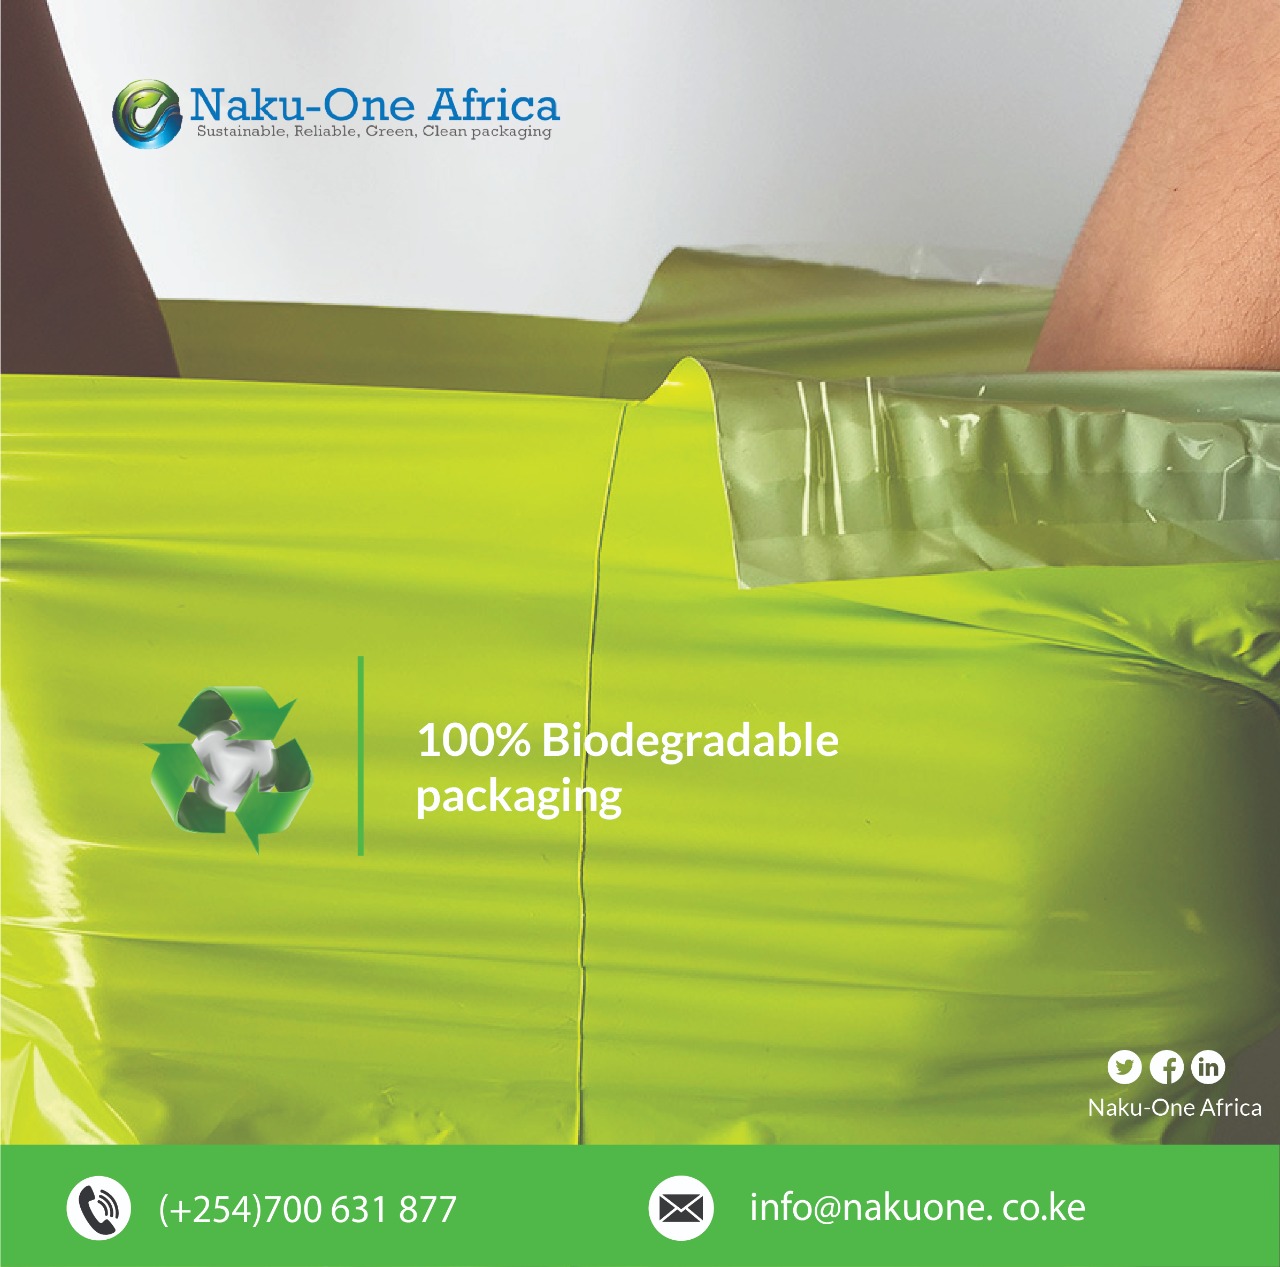 Naku-One Africa
Sustainable, Reliable, Green, Clean packaging
100% Biodegradable
packaging
Naku-One Africa
(+254)700 631 877
info@nakuone. co.ke